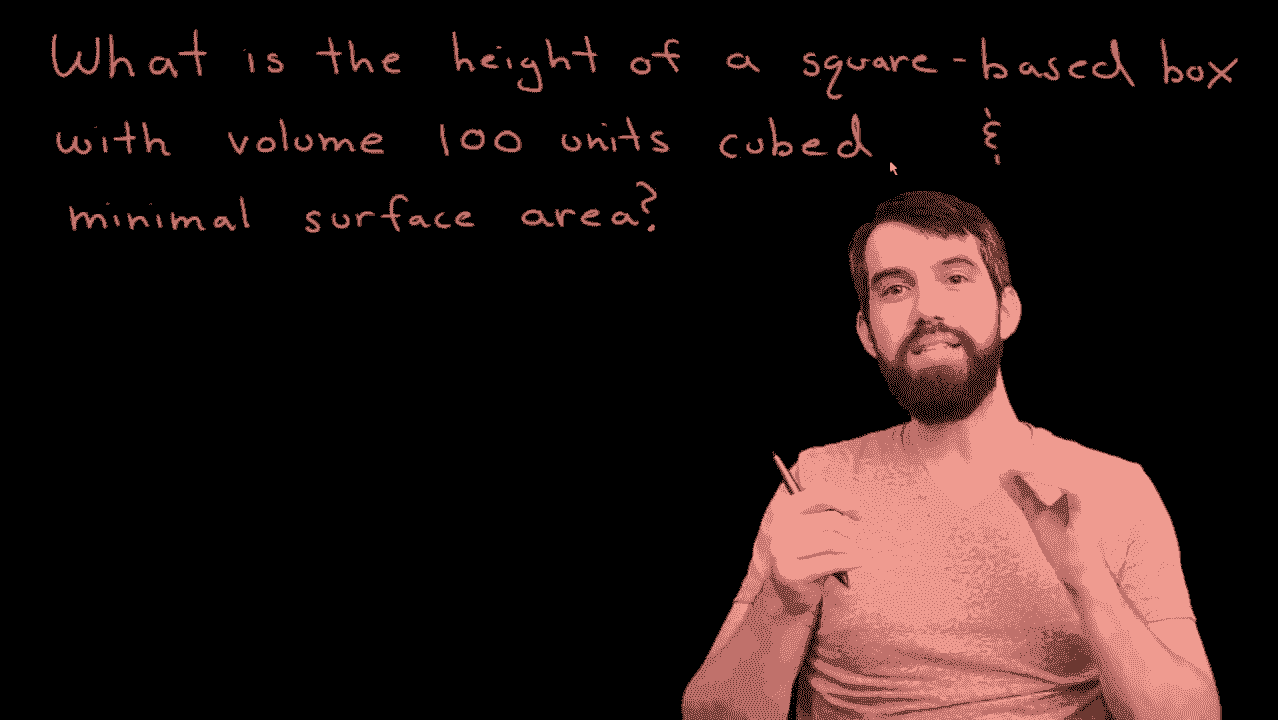 What is the height of a square-based box
with volume 100 units cubed &
minimal surface area?